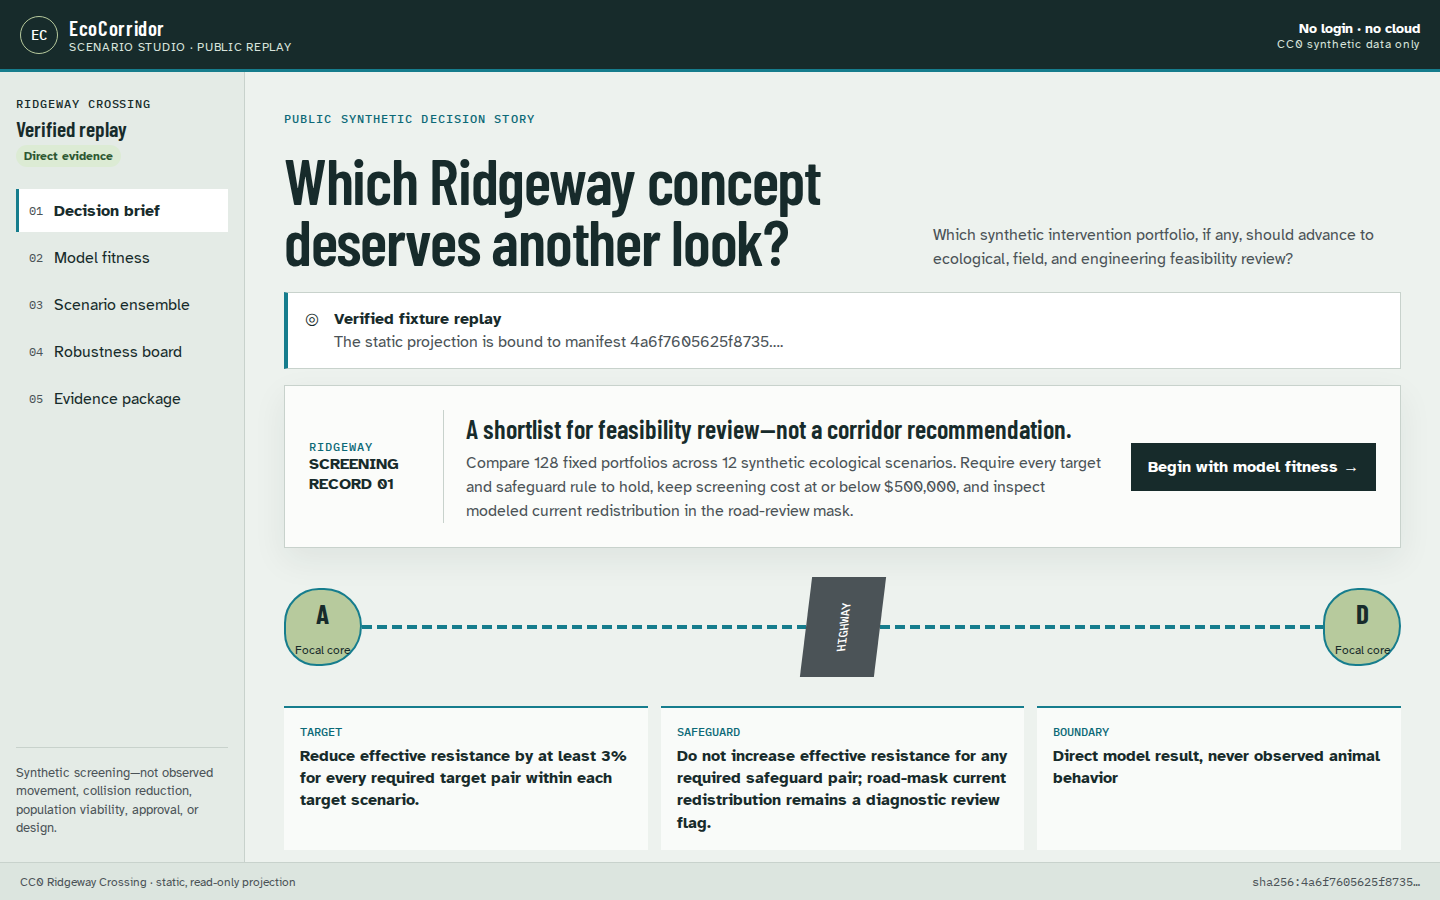 EC
EcoCorridor
SCENARIO STUDIO · PUBLIC REPLAY
No login · no cloud
CC0 synthetic data only
RIDGEWAY CROSSING
Verified replay
Direct evidence
01 Decision brief
02 Model fitness
03 Scenario ensemble
04 Robustness board
05 Evidence package
Synthetic screening—not observed
movement, collision reduction,
population viability, approval, or
design.
PUBLIC SYNTHETIC DECISION STORY
Which Ridgeway concept
deserves another look?
Which synthetic intervention portfolio, if any, should advance to
ecological, field, and engineering feasibility review?
◎ Verified fixture replay
The static projection is bound to manifest 4a6f7605625f8735….
RIDGEWAY
SCREENING
RECORD 01
A shortlist for feasibility review—not a corridor recommendation.
Compare 128 fixed portfolios across 12 synthetic ecological scenarios. Require every target
and safeguard rule to hold, keep screening cost at or below $500,000, and inspect
modeled current redistribution in the road-review mask.
Begin with model fitness →
A
Focal core
HIGHWAY
D
Focal core
TARGET
Reduce effective resistance by at least 3%
for every required target pair within each
target scenario.
SAFEGUARD
Do not increase effective resistance for any
required safeguard pair; road-mask current
redistribution remains a diagnostic review
flag.
BOUNDARY
Direct model result, never observed animal
behavior
CC0 Ridgeway Crossing · static, read-only projection
sha256:4a6f7605625f8735…